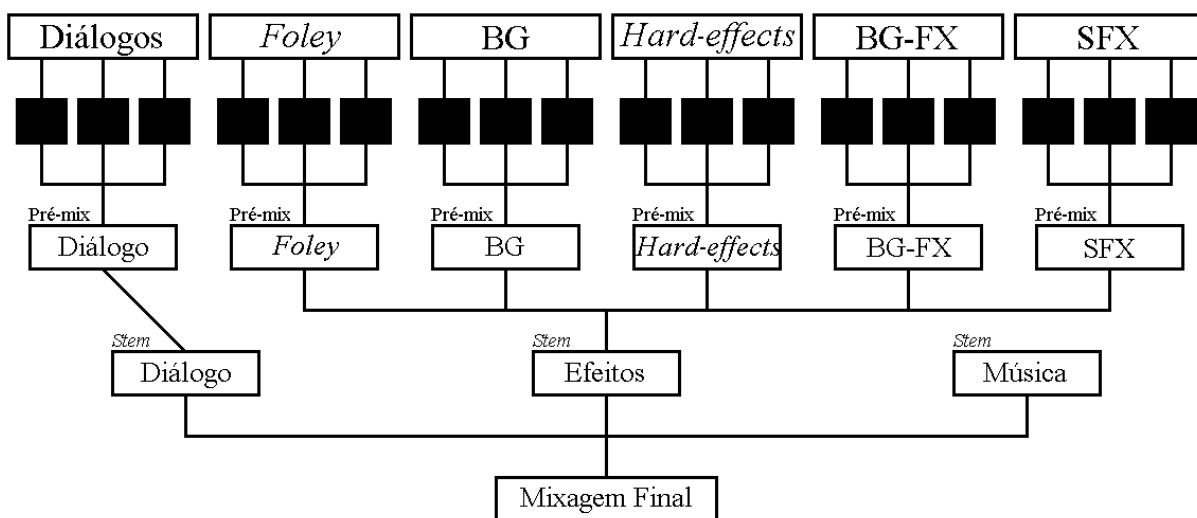 Diálogos
Foley
BG
Hard-effects
BG-FX
SFX
Pré-mix
Pré-mix
Pré-mix
Pré-mix
Pré-mix
Pré-mix
Diálogo
Foley
BG
Hard-effects
BG-FX
SFX
Stem
Stem
Stem
Diálogo
Efeitos
Música
Mixagem Final